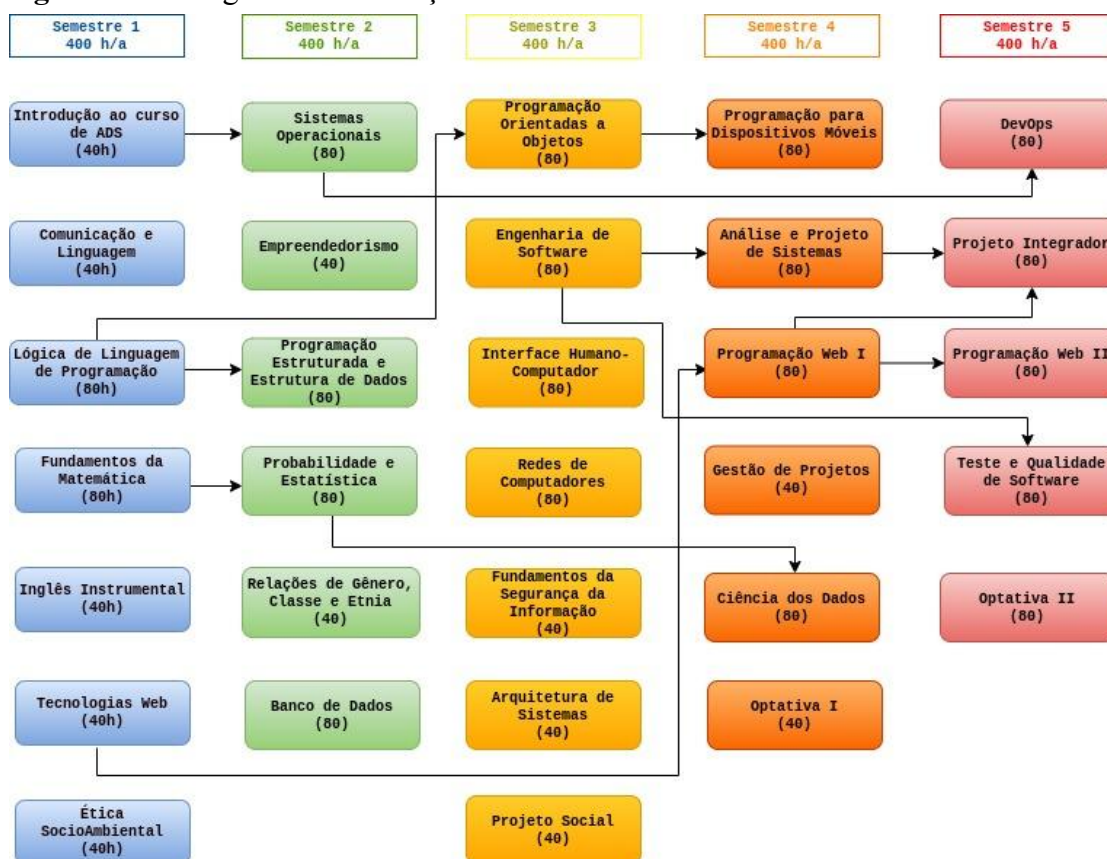 Semestre 1
400 h/a
Semestre 2
400 h/a
Semestre 3
400 h/a
Semestre 4
400 h/a
Semestre 5
400 h/a
Introdução ao curso
de ADS
(40h)
Sistemas
Operacionais
(80)
Programação
Orientadas a
Objetos
(80)
Programação para
Dispositivos Móveis
(80)
DevOps
(80)
Comunicação e
Linguagem
(40h)
Empreendedorismo
(40)
Engenharia de
Software
(80)
Análise e Projeto
de Sistemas
(80)
Projeto Integrador
(80)
Lógica de Linguagem
de Programação
(80h)
Programação
Estruturada e
Estrutura de Dados
(80)
Interface Humano-
Computador
(80)
Programação Web I
(80)
Programação Web II
(80)
Fundamentos da
Matemática
(80h)
Probabilidade e
Estatística
(80)
Redes de
Computadores
(80)
Gestão de Projetos
(40)
Teste e Qualidade
de Software
(80)
Inglês Instrumental
(40h)
Relações de Gênero,
Classe e Etnia
(40)
Fundamentos da
Segurança da
Informação
(40)
Ciência dos Dados
(80)
Optativa II
(80)
Tecnologias Web
(40h)
Banco de Dados
(80)
Arquitetura de
Sistemas
(40)
Optativa I
(40)
Ética
SocioAmbiental
(40h)
Projeto Social
(40)